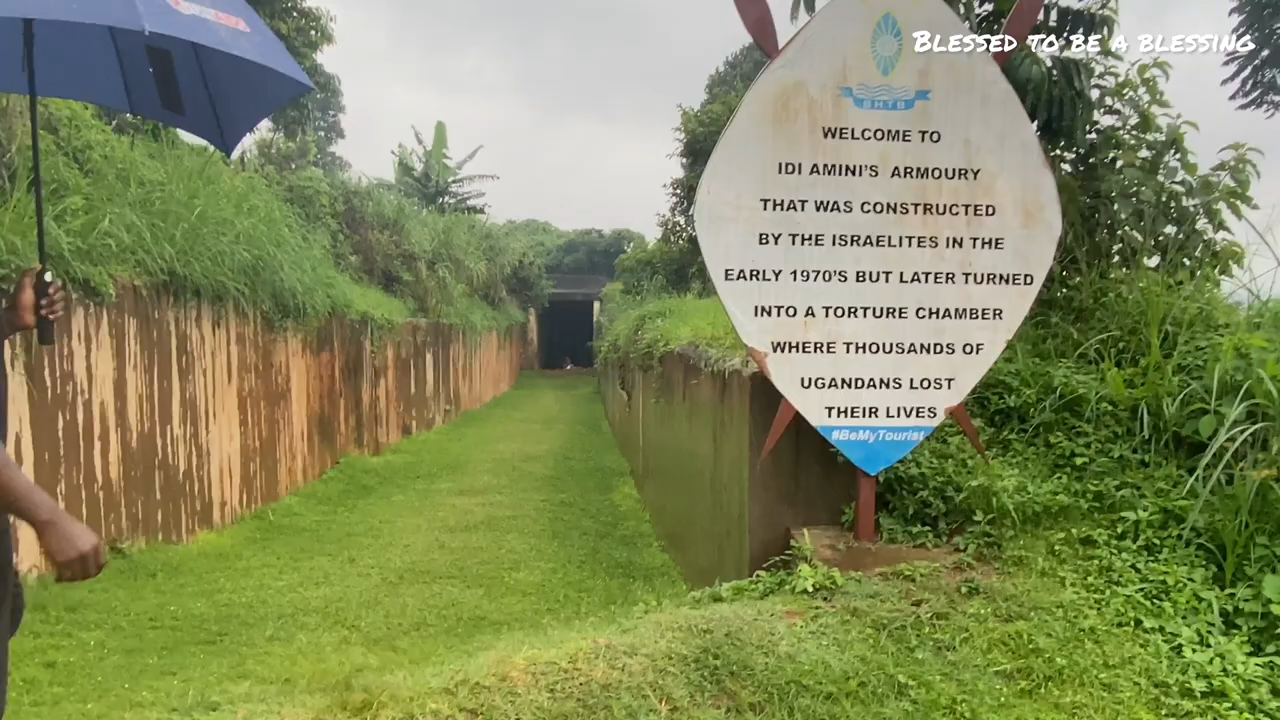 BLESSED TO BE A BLESSING
BHTB
WELCOME TO
IDI AMINI'S ARMOURY
THAT WAS CONSTRUCTED
BY THE ISRAELITES IN THE
EARLY 1970'S BUT LATER TURNED
INTO A TORTURE CHAMBER
WHERE THOUSANDS OF
UGANDANS LOST
THEIR LIVES
#BeMyTourist